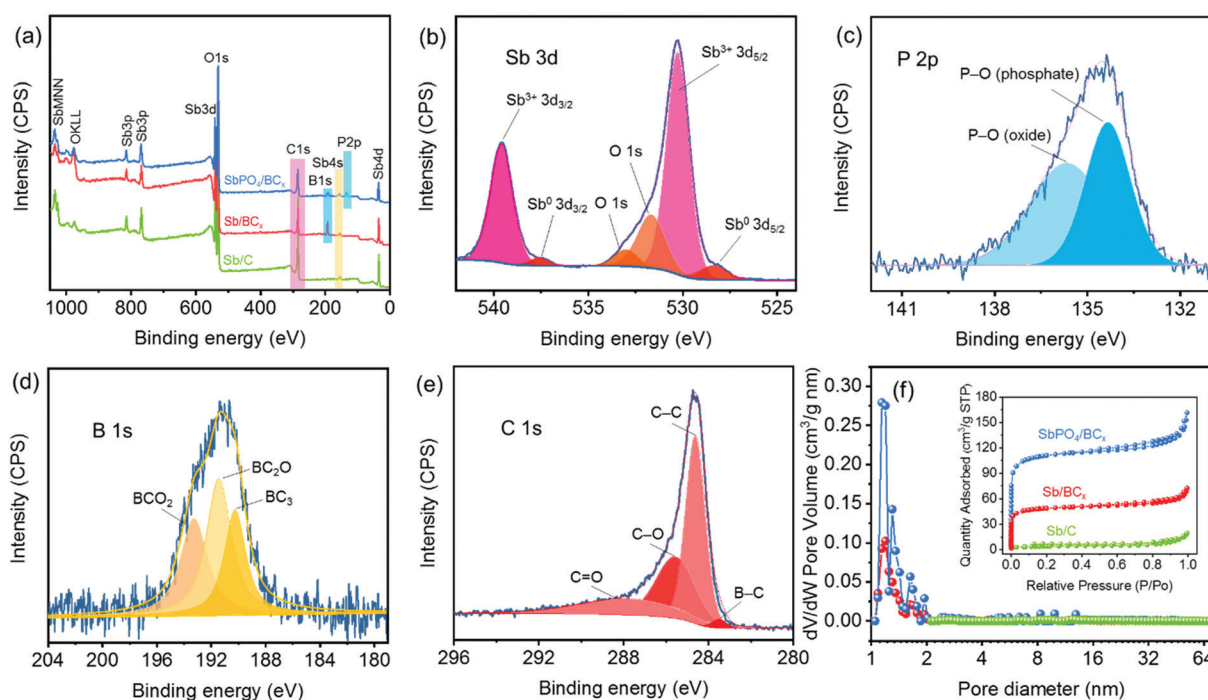 (a)
SbMNN
OKLL
Sb3p
Sb3p
Sb3d
O1s
C1s
Sb4s
B1s
P2p
Sb4d
SbPO₄/BCₓ
Sb/BCₓ
Sb/C
Intensity (CPS)
1000 800 600 400 200 0
Binding energy (eV)
(b)
Sb 3d
Sb³⁺ 3d₃/₂
Sb³⁺ 3d₅/₂
O 1s
O 1s
Sb⁰ 3d₃/₂
Sb⁰ 3d₅/₂
Intensity (CPS)
540 535 530 525
Binding energy (eV)
(c)
P 2p
P–O (phosphate)
P–O (oxide)
Intensity (CPS)
141 138 135 132
Binding energy (eV)
(d)
B 1s
BC₂O
BCO₂
BC₃
Intensity (CPS)
204 200 196 192 188 184 180
Binding energy (eV)
(e)
C 1s
C–C
C–O
C=O
B–C
Intensity (CPS)
296 292 288 284 280
Binding energy (eV)
(f)
dV/dW Pore Volume (cm³/g nm)
0.30
0.25
0.20
0.15
0.10
0.05
0.00
1 2 4 8 16 32 64
Pore diameter (nm)
Quantity Adsorbed (cm³/g STP)
180
150
120
90
60
30
0
SbPO₄/BCₓ
Sb/BCₓ
Sb/C
0.0 0.2 0.4 0.6 0.8 1.0
Relative Pressure (P/Po)